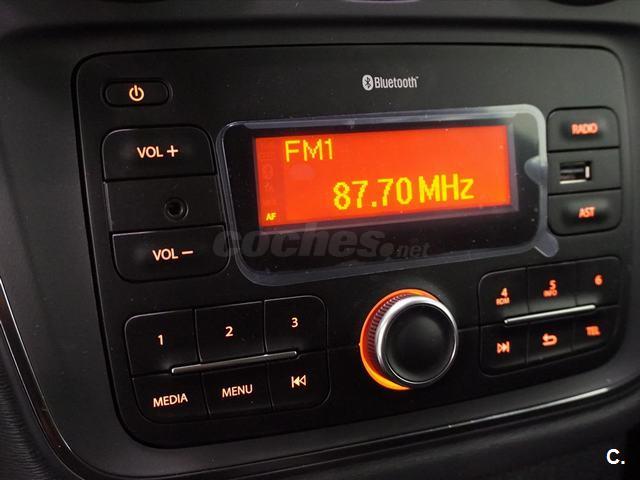 Bluetooth
VOL +
FM1
RADIO
87.70 MHz
AF
AST
VOL −
coches.net
1
2
3
4
RDM
5
INFO
6
MEDIA
MENU
TEL
C.